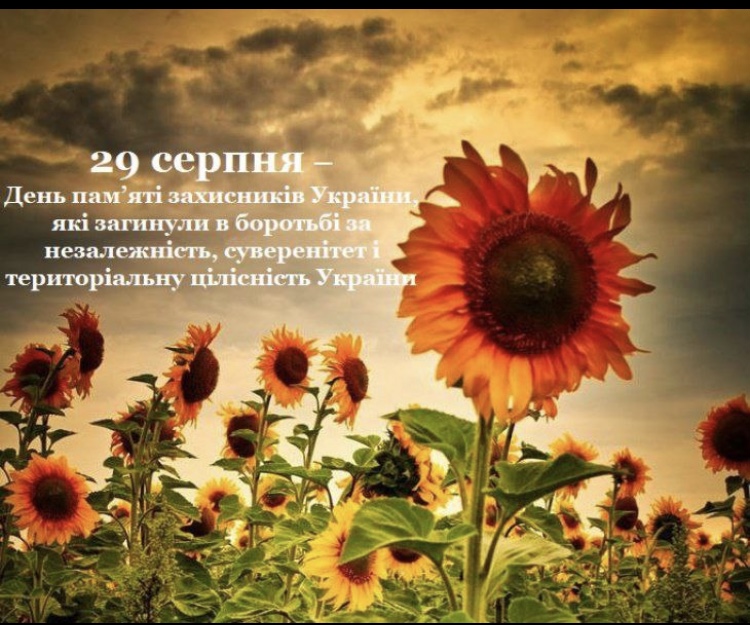 29 серпня –
День пам’яті захисників України,
які загинули в боротьбі за
незалежність, суверенітет і
територіальну цілісність України